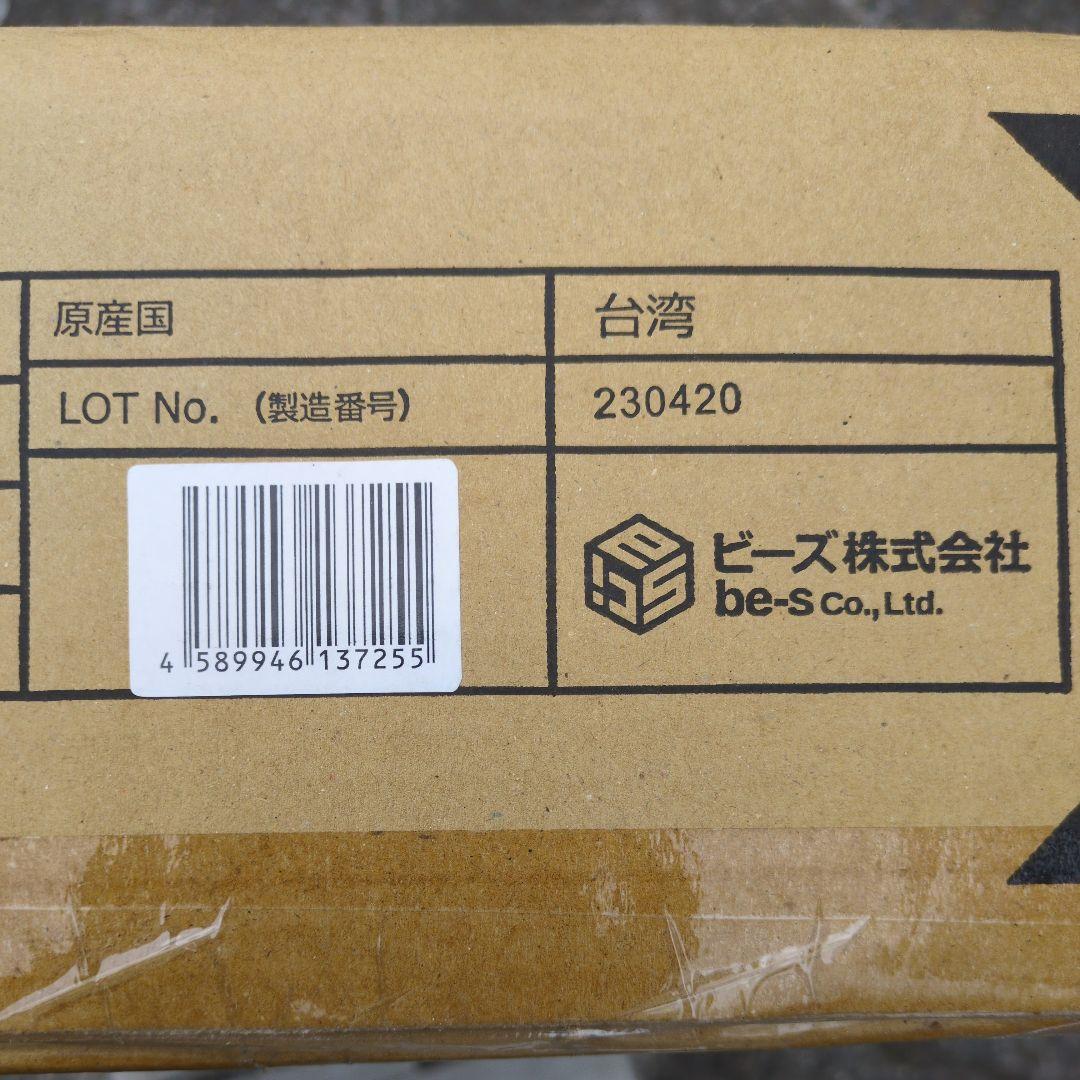 原産国 台湾
LOT No. (製造番号) 230420
4 589946 137255
ビーズ株式会社
be-s Co., Ltd.